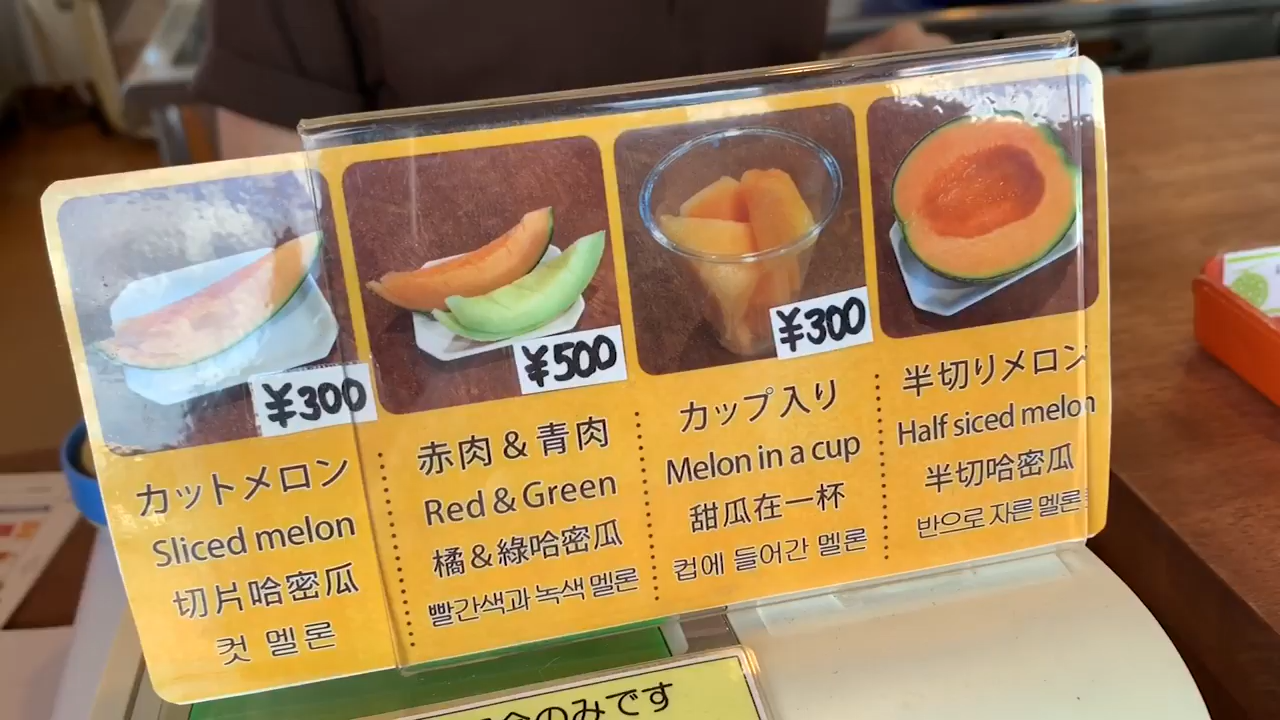 ¥300
カットメロン
Sliced melon
切片哈密瓜
컷 멜론
¥500
赤肉&青肉
Red & Green
橘&綠哈密瓜
빨간색과 녹색 멜론
¥300
カップ入り
Melon in a cup
甜瓜在一杯
컵에 들어간 멜론
半切りメロン
Half siced melon
半切哈密瓜
반으로 자른 멜론
のみです